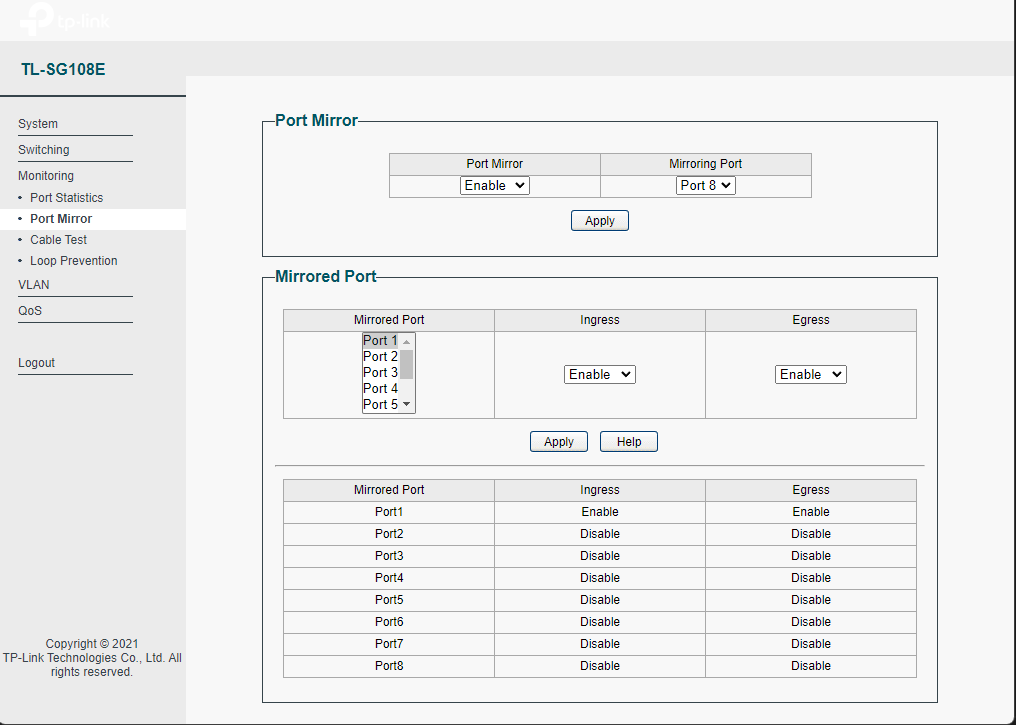 tp-link
TL-SG108E
System
Switching
Monitoring
• Port Statistics
• Port Mirror
• Cable Test
• Loop Prevention
VLAN
QoS
Logout
Copyright © 2021
TP-Link Technologies Co., Ltd. All
rights reserved.
Port Mirror
Port Mirror Mirroring Port
Enable Port 8
Apply
Mirrored Port
Mirrored Port Ingress Egress
Port 1
Port 2
Port 3
Port 4
Port 5
Enable Enable
Apply Help
Mirrored Port Ingress Egress
Port1 Enable Enable
Port2 Disable Disable
Port3 Disable Disable
Port4 Disable Disable
Port5 Disable Disable
Port6 Disable Disable
Port7 Disable Disable
Port8 Disable Disable